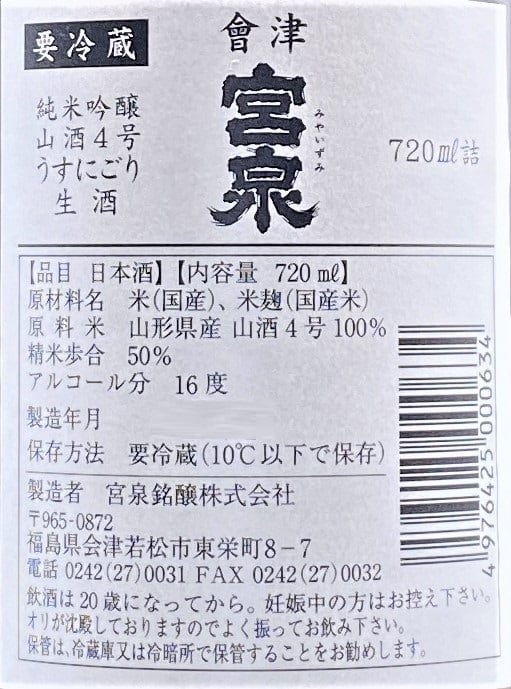 要冷蔵
會津
宮泉
みやいずみ
純米吟醸
山酒4号
うすにごり
生酒
720㎖詰
【品目 日本酒】【内容量 720㎖】
原材料名 米(国産)、米麹(国産米)
原料米 山形県産 山酒4号100%
精米歩合 50%
アルコール分 16度
製造年月
保存方法 要冷蔵(10℃以下で保存)
製造者 宮泉銘醸株式会社
〒965-0872
福島県会津若松市東栄町8-7
電話 0242(27)0031 FAX 0242(27)0032
飲酒は20歳になってから。妊娠中の方はお控え下さい。
オリが沈殿しておりますのでよく振ってお飲み下さい。
保管は、冷蔵庫又は冷暗所で保管することをお勧めします。
4976425000634